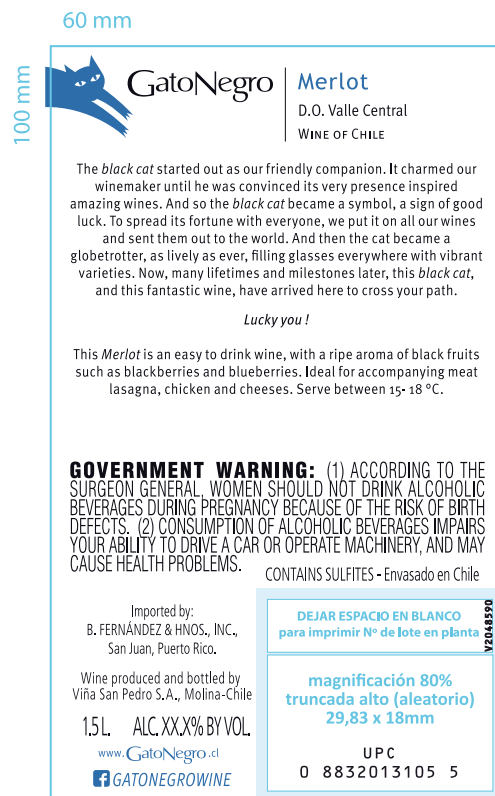 60 mm
100 mm
GatoNegro
Merlot
D.O. Valle Central
WINE OF CHILE
The black cat started out as our friendly companion. It charmed our
winemaker until he was convinced its very presence inspired
amazing wines. And so the black cat became a symbol, a sign of good
luck. To spread its fortune with everyone, we put it on all our wines
and sent them out to the world. And then the cat became a
globetrotter, as lively as ever, filling glasses everywhere with vibrant
varieties. Now, many lifetimes and milestones later, this black cat,
and this fantastic wine, have arrived here to cross your path.
Lucky you !
This Merlot is an easy to drink wine, with a ripe aroma of black fruits
such as blackberries and blueberries. Ideal for accompanying meat
lasagna, chicken and cheeses. Serve between 15- 18 °C.
GOVERNMENT WARNING: (1) ACCORDING TO THE
SURGEON GENERAL, WOMEN SHOULD NOT DRINK ALCOHOLIC
BEVERAGES DURING PREGNANCY BECAUSE OF THE RISK OF BIRTH
DEFECTS. (2) CONSUMPTION OF ALCOHOLIC BEVERAGES IMPAIRS
YOUR ABILITY TO DRIVE A CAR OR OPERATE MACHINERY, AND MAY
CAUSE HEALTH PROBLEMS.
CONTAINS SULFITES - Envasado en Chile
Imported by:
B. FERNÁNDEZ & HNOS., INC.,
San Juan, Puerto Rico.
Wine produced and bottled by
Viña San Pedro S.A., Molina-Chile
1.5 L. ALC. XX.X% BY VOL.
www.GatoNegro.cl
GATONEGROWINE
DEJAR ESPACIO EN BLANCO
para imprimir Nº de lote en planta
V2048590
magnificación 80%
truncada alto (aleatorio)
29,83 x 18mm
UPC
0 8832013105 5